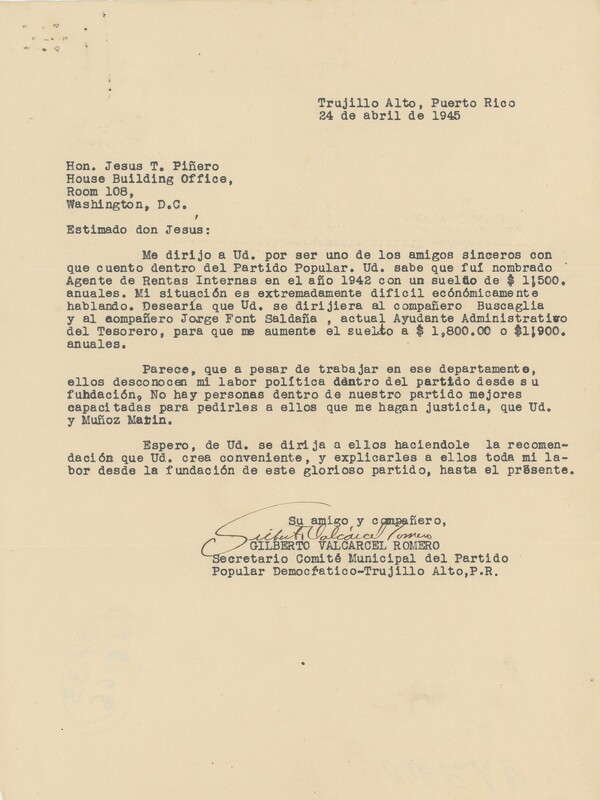 Trujillo Alto, Puerto Rico
24 de abril de 1945
Hon. Jesus T. Piñero
House Building Office,
Room 108,
Washington, D.C.
Estimado don Jesus:
Me dirijo a Ud. por ser uno de los amigos sinceros con
que cuento dentro del Partido Popular. Ud. sabe que fuí nombrado
Agente de Rentas Internas en el año 1942 con un sueldo de $ 1,500.
anuales. Mi situación es extremadamente dificil ecónómicamente
hablando. Desearía que Ud. se dirijiera al compañero Buscaglia
y al compañero Jorge Font Saldaña , actual Ayudante Administrativo
del Tesorero, para que me aumente el suelto a $ 1,800.00 o $1,900.
anuales.
Parece, que a pesar de trabajar en ese departamente,
ellos desconocen mi labor política dentro del partido desde su
fundación, No hay personas dentro de nuestro partido mejores
capacitadas para pedirles a ellos que me hagan justicia, que Ud.
y Muñoz Matin.
Espero, de Ud. se dirija a ellos haciendole la recomen-
dación que Ud. crea conveniente, y explicarles a ellos toda mi la-
bor desde la fundación de este glorioso partido, hasta el présente.
Su amigo y compañero,
Gilberto Valcárcel Romero
GILBERTO VALCARCEL ROMERO
Secretario Comité Municipal del Partido
Popular Democratico-Trujillo Alto,P.R.